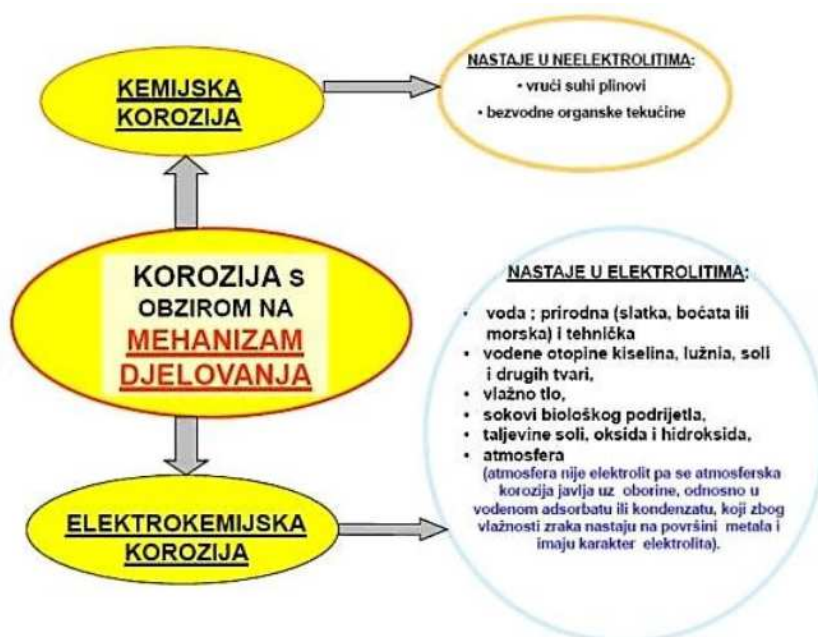 KEMIJSKA
KOROZIJA
NASTAJE U NEELEKTROLITIMA:
• vrući suhi plinovi
• bezvodne organske tekućine
KOROZIJA s
OBZIROM NA
MEHANIZAM
DJELOVANJA
ELEKTROKEMIJSKA
KOROZIJA
NASTAJE U ELEKTROLITIMA:
• voda ; prirodna (slatka, boćata ili
morska) i tehnička
• vodene otopine kiselina, lužnia, soli
i drugih tvari,
• vlažno tlo,
• sokovi biološkog podrijetla,
• taljevine soli, oksida i hidroksida,
• atmosfera
(atmosfera nije elektrolit pa se atmosferska
korozija javlja uz oborine, odnosno u
vodenom adsorbatu ili kondenzatu, koji zbog
vlažnosti zraka nastaju na površini metala i
imaju karakter elektrolita).